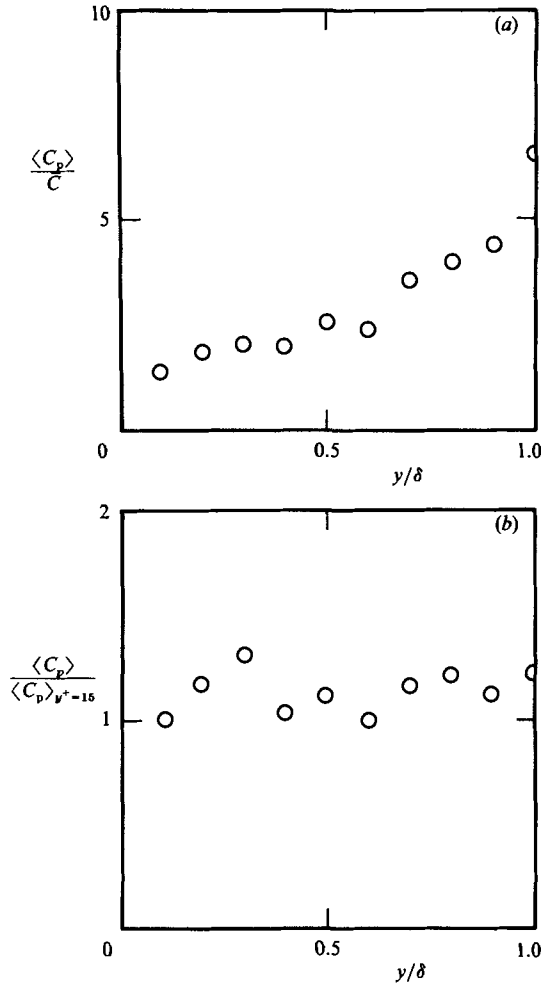 10
(a)
⟨C_p⟩
C̅
5
0
0.5
1.0
y/δ
2
(b)
⟨C_p⟩
⟨C_p⟩_{y^+=15}
1
0
0.5
1.0
y/δ